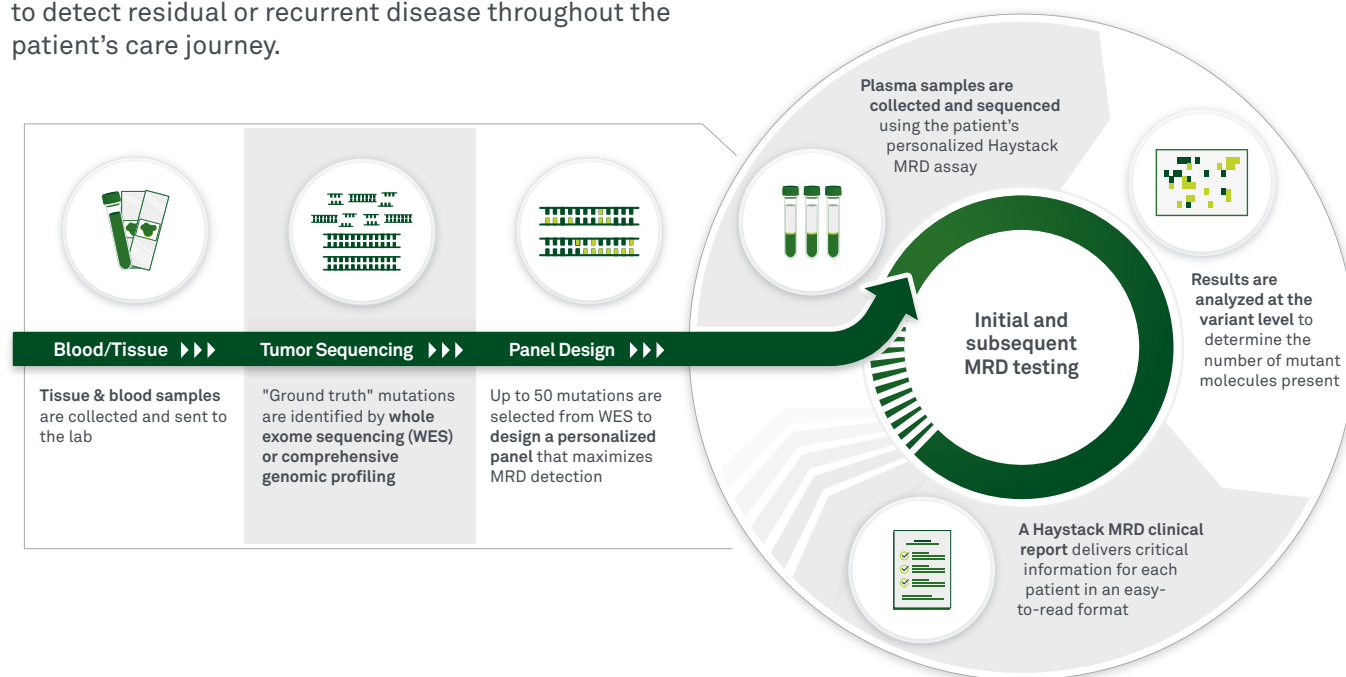 to detect residual or recurrent disease throughout the
patient’s care journey.
Blood/Tissue
Tissue & blood samples
are collected and sent to
the lab
Tumor Sequencing
"Ground truth" mutations
are identified by whole
exome sequencing (WES)
or comprehensive
genomic profiling
Panel Design
Up to 50 mutations are
selected from WES to
design a personalized
panel that maximizes
MRD detection
Initial and
subsequent
MRD testing
Plasma samples are
collected and sequenced
using the patient’s
personalized Haystack
MRD assay
Results are
analyzed at the
variant level to
determine the
number of mutant
molecules present
A Haystack MRD clinical
report delivers critical
information for each
patient in an easy-
to-read format